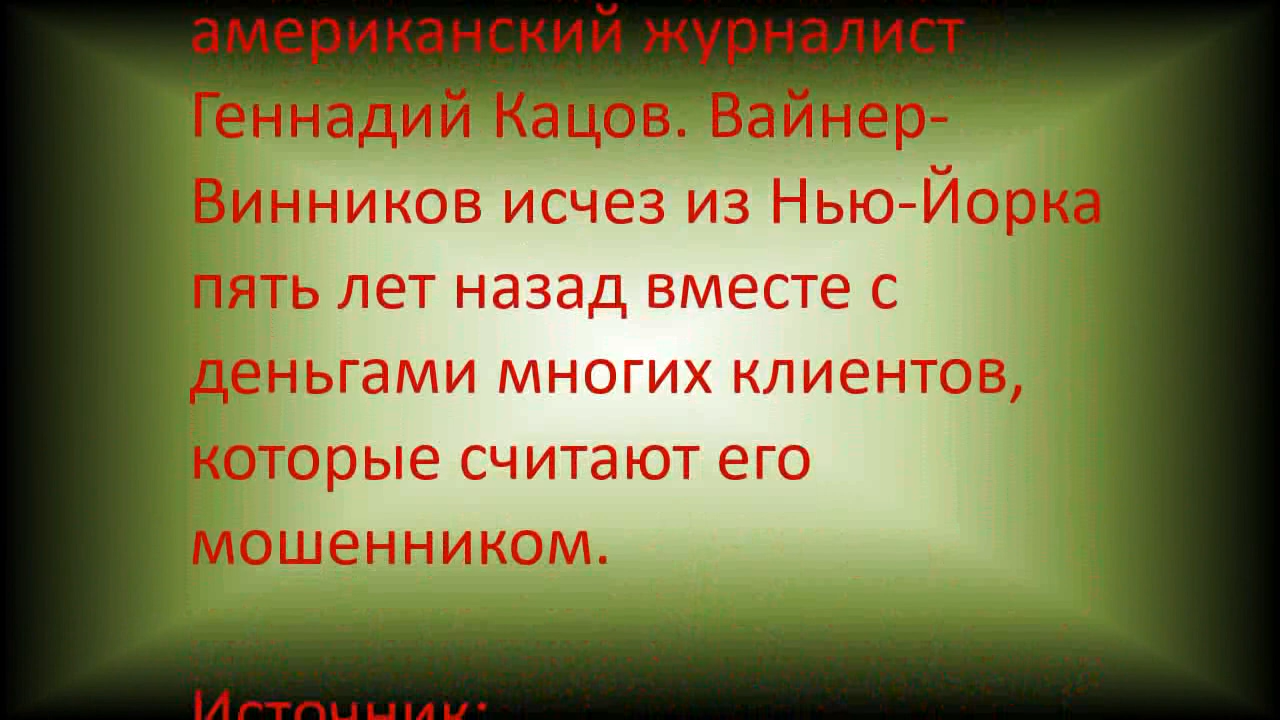 американский журналист
Геннадий Кацов. Вайнер-
Винников исчез из Нью-Йорка
пять лет назад вместе с
деньгами многих клиентов,
которые считают его
мошенником.
Источник: